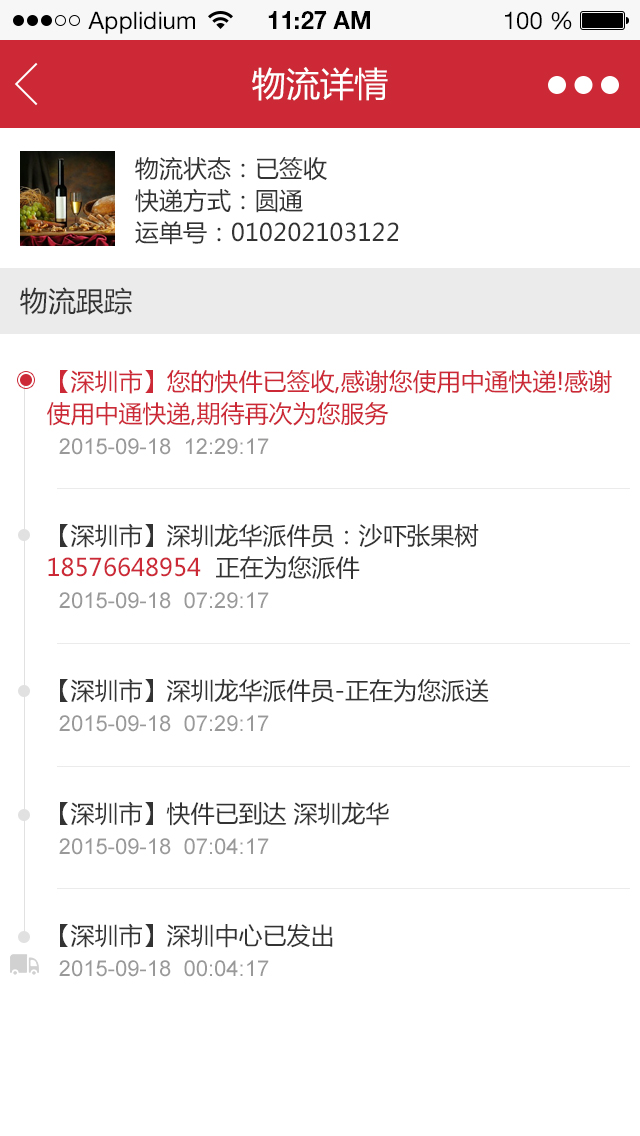 Applidium 11:27 AM 100 %
物流详情
物流状态：已签收
快递方式：圆通
运单号：010202103122
物流跟踪
【深圳市】您的快件已签收,感谢您使用中通快递!感谢
使用中通快递,期待再次为您服务
2015-09-18 12:29:17
【深圳市】深圳龙华派件员：沙吓张果树
18576648954 正在为您派件
2015-09-18 07:29:17
【深圳市】深圳龙华派件员-正在为您派送
2015-09-18 07:29:17
【深圳市】快件已到达 深圳龙华
2015-09-18 07:04:17
【深圳市】深圳中心已发出
2015-09-18 00:04:17